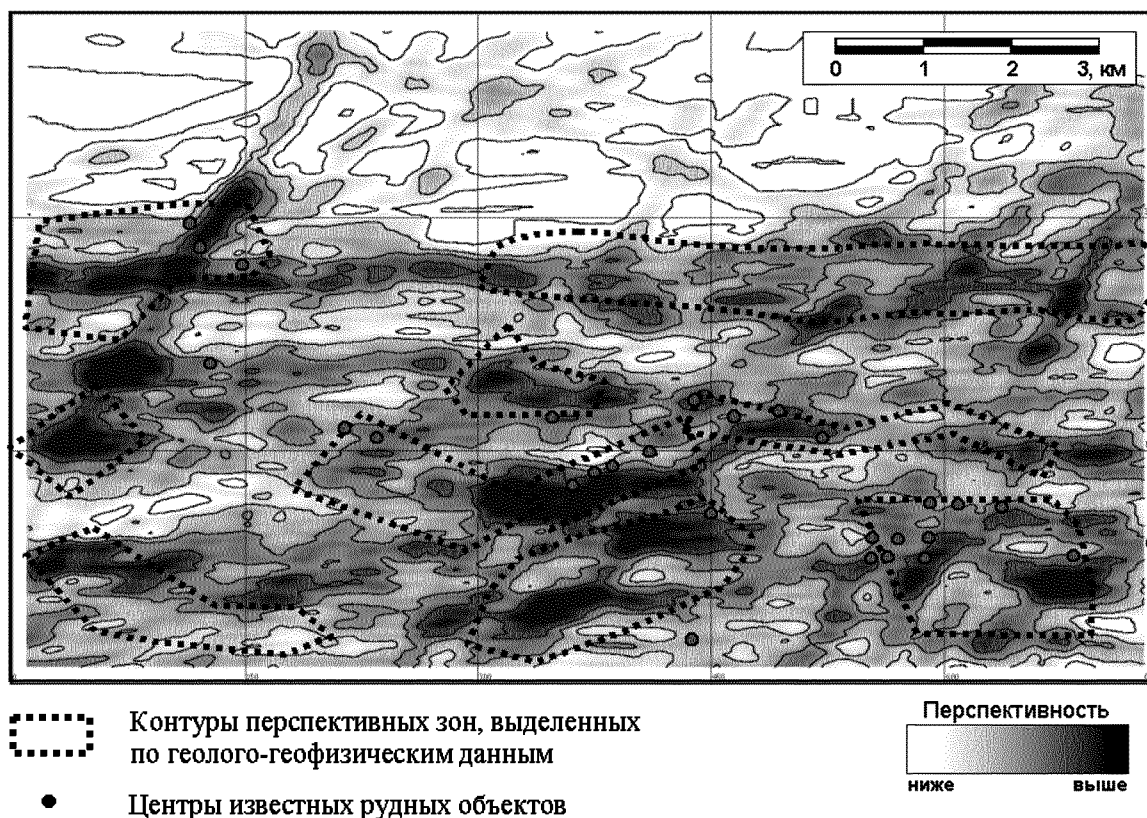 0 1 2 3, км
Контуры перспективных зон, выделенных
по геолого-геофизическим данным
Центры известных рудных объектов
Перспективность
ниже выше